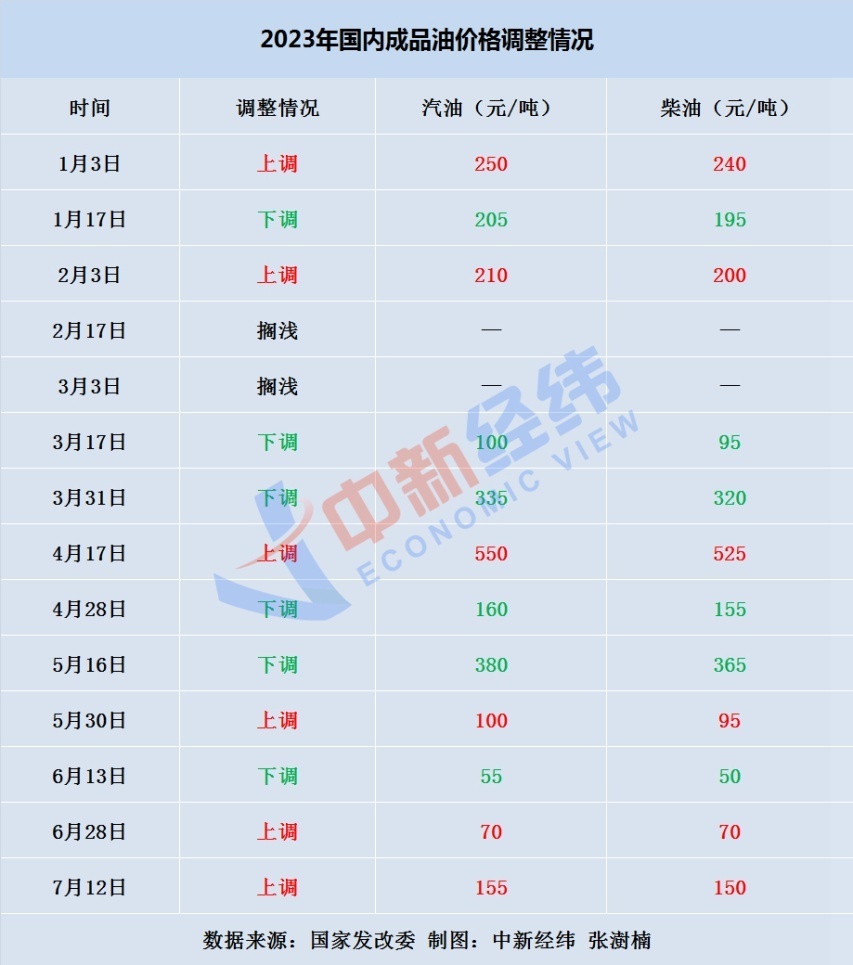 2023年国内成品油价格调整情况
时间 调整情况 汽油（元/吨） 柴油（元/吨）
1月3日 上调 250 240
1月17日 下调 205 195
2月3日 上调 210 200
2月17日 搁浅 — —
3月3日 搁浅 — —
3月17日 下调 100 95
3月31日 下调 335 320
4月17日 上调 550 525
4月28日 下调 160 155
5月16日 下调 380 365
5月30日 上调 100 95
6月13日 下调 55 50
6月28日 上调 70 70
7月12日 上调 155 150
数据来源：国家发改委 制图：中新经纬 张澍楠
中新经纬
ECONOMIC VIEW